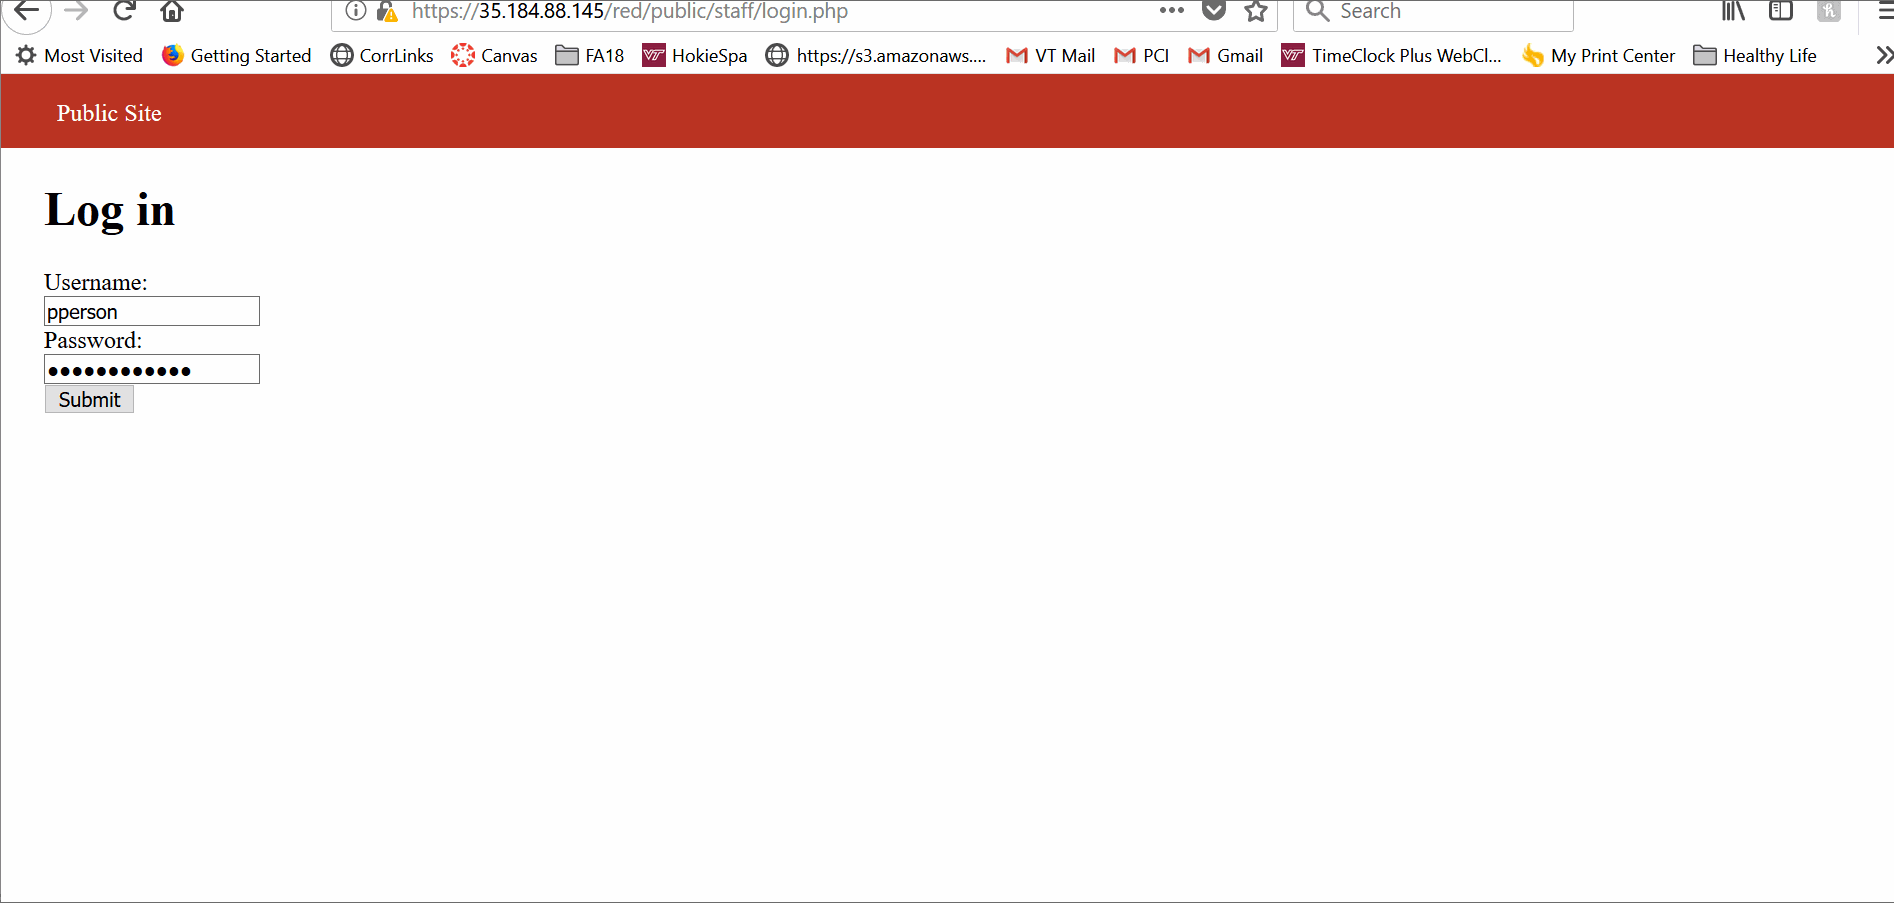 https://35.184.88.145/red/public/staff/login.php ••• Search
Most Visited Getting Started CorrLinks Canvas FA18 HokieSpa https://s3.amazonaws.... VT Mail PCI Gmail TimeClock Plus WebCl... My Print Center Healthy Life
Public Site
Log in
Username:
pperson
Password:
••••••••••••
Submit